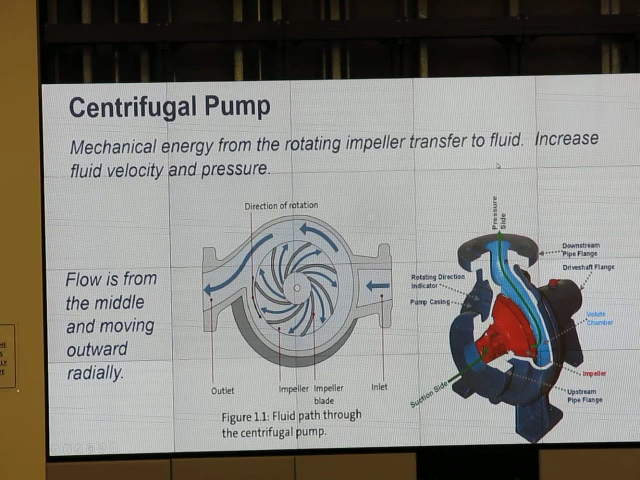 Centrifugal Pump
Mechanical energy from the rotating impeller transfer to fluid. Increase
fluid velocity and pressure.
Flow is from
the middle
and moving
outward
radially.
Direction of rotation
Outlet
Impeller
Impeller
blade
Inlet
Figure 1.1: Fluid path through
the centrifugal pump.
Pressure
Side
Downstream
Pipe Flange
Driveshaft Flange
Rotating Direction
Indicator
Pump Casing
Volute
Chamber
Impeller
Suction Side
Upstream
Pipe Flange